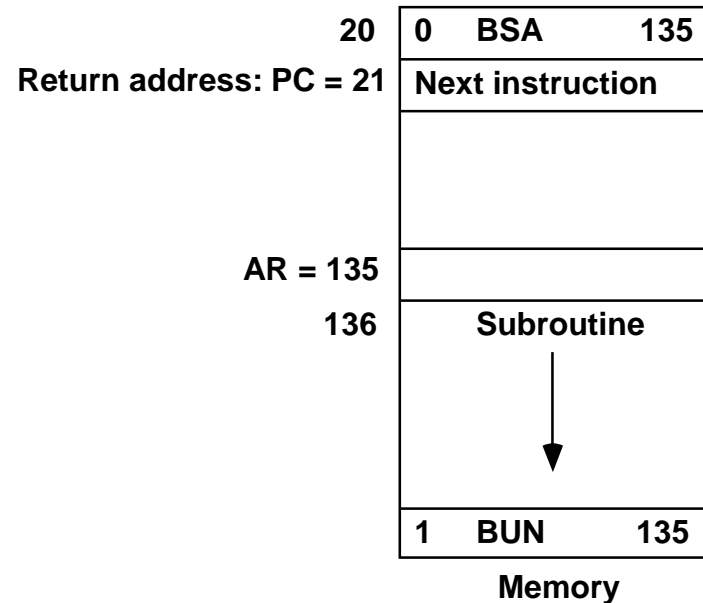 20 0 BSA 135
Return address: PC = 21 Next instruction
AR = 135
136 Subroutine
1 BUN 135
Memory